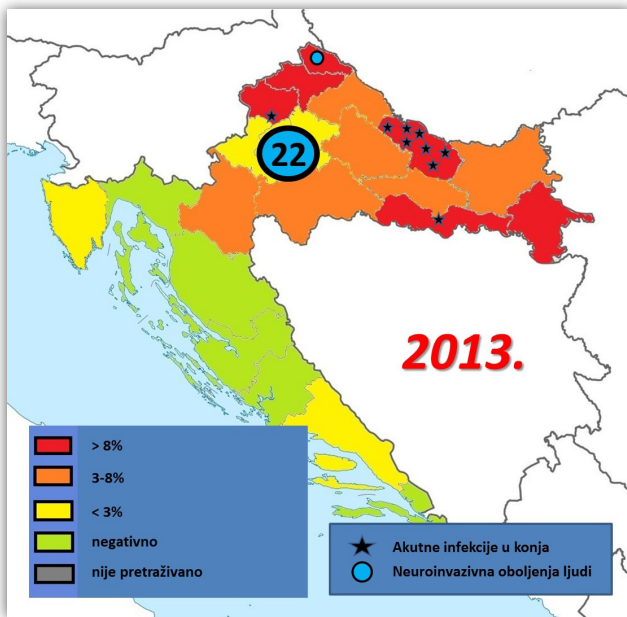 22
2013.
> 8%
3-8%
< 3%
negativno
nije pretraživano
Akutne infekcije u konja
Neuroinvazivna oboljenja ljudi